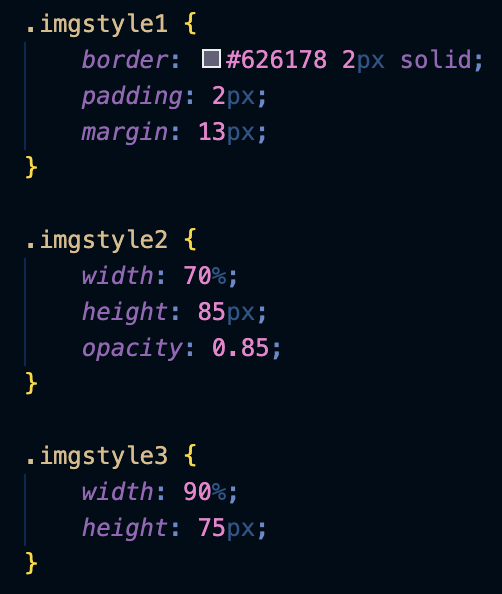 .imgstyle1 {
    border: #626178 2px solid;
    padding: 2px;
    margin: 13px;
}

.imgstyle2 {
    width: 70%;
    height: 85px;
    opacity: 0.85;
}

.imgstyle3 {
    width: 90%;
    height: 75px;
}